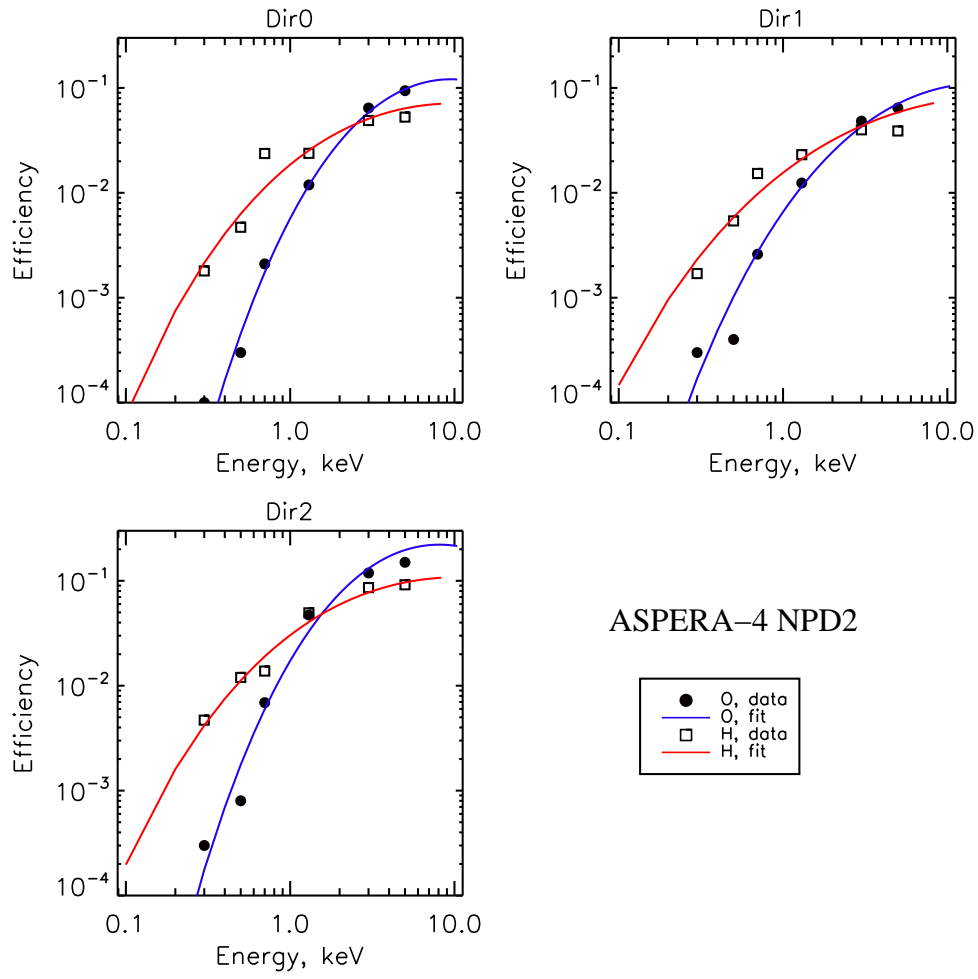 Dir0
Efficiency
10⁻¹
10⁻²
10⁻³
10⁻⁴
0.1 1.0 10.0
Energy, keV
Dir1
Efficiency
10⁻¹
10⁻²
10⁻³
10⁻⁴
0.1 1.0 10.0
Energy, keV
Dir2
Efficiency
10⁻¹
10⁻²
10⁻³
10⁻⁴
0.1 1.0 10.0
Energy, keV
ASPERA−4 NPD2
O, data
O, fit
H, data
H, fit